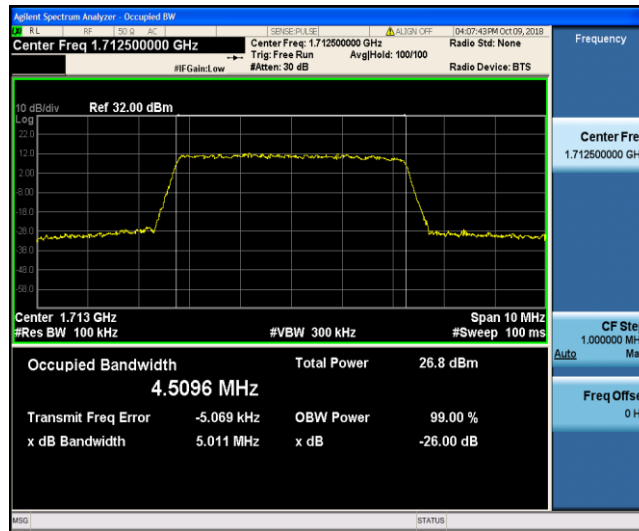 Agilent Spectrum Analyzer - Occupied BW
RL RF 50 Ω AC SENSE:PULSE ALIGN OFF 04:07:43PM Oct 09, 2018
Center Freq 1.712500000 GHz Center Freq: 1.712500000 GHz Radio Std: None Frequency
Trig: Free Run Avg|Hold: 100/100
#IFGain:Low #Atten: 30 dB Radio Device: BTS
10 dB/div Ref 32.00 dBm
Log
22.0
12.0
2.00
-8.00
-18.0
-28.0
-38.0
-48.0
-58.0
Center Fre
1.712500000 GH
Center 1.713 GHz Span 10 MHz
#Res BW 100 kHz #VBW 300 kHz #Sweep 100 ms
CF Ste
1.000000 MH
Auto Ma
Occupied Bandwidth Total Power 26.8 dBm
4.5096 MHz
Transmit Freq Error -5.069 kHz OBW Power 99.00 %
x dB Bandwidth 5.011 MHz x dB -26.00 dB
Freq Offse
0 H
MSG STATUS